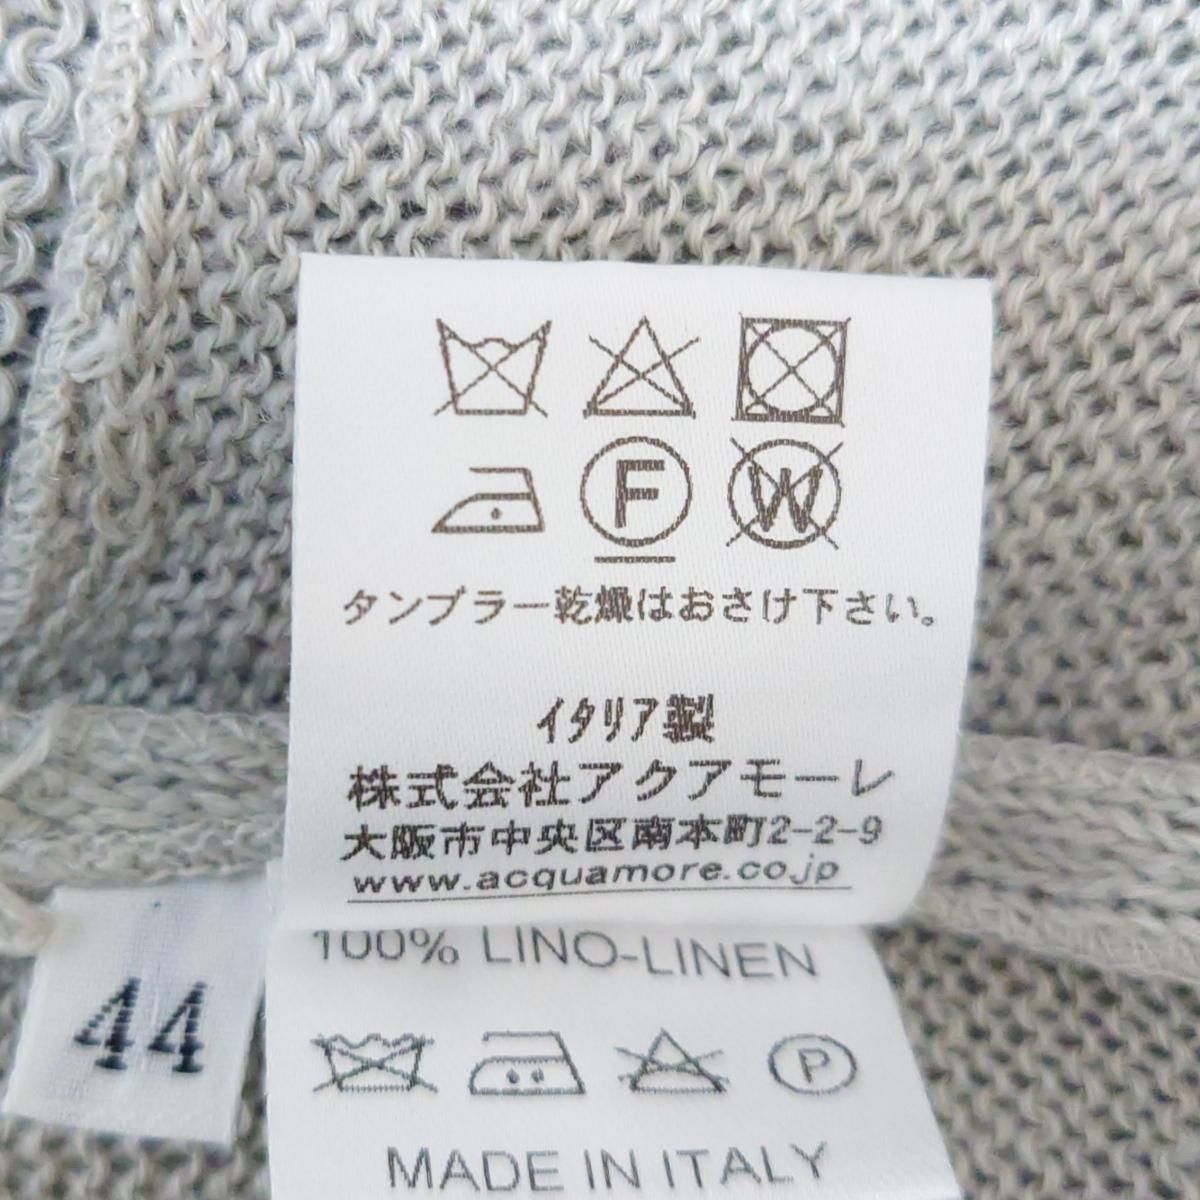 F W
タンブラー乾燥はおさけ下さい。
イタリア製
株式会社アクアモーレ
大阪市中央区南本町2-2-9
www.acquamore.co.jp
100% LINO-LINEN
44
P
MADE IN ITALY